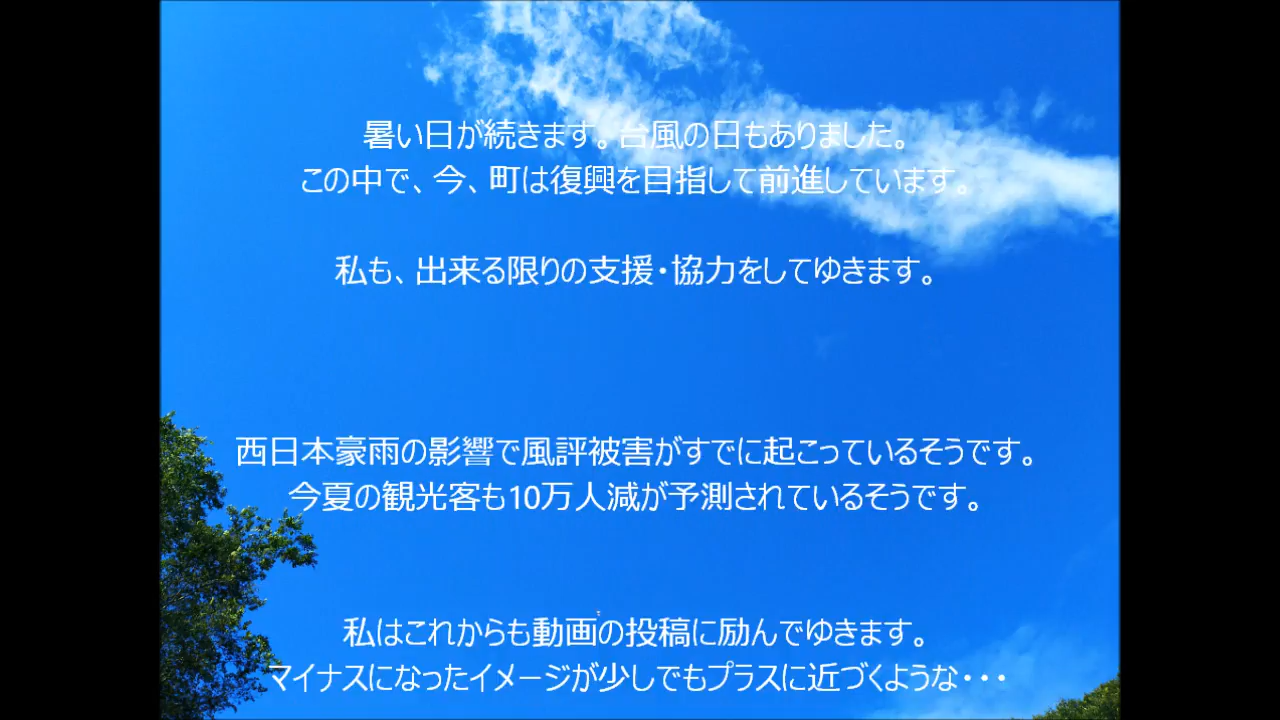 暑い日が続きます。台風の日もありました。
この中で、今、町は復興を目指して前進しています。
私も、出来る限りの支援・協力をしてゆきます。
西日本豪雨の影響で風評被害がすでに起こっているそうです。
今夏の観光客も10万人減が予測されているそうです。
私はこれからも動画の投稿に励んでゆきます。
マイナスになったイメージが少しでもプラスに近づくような・・・